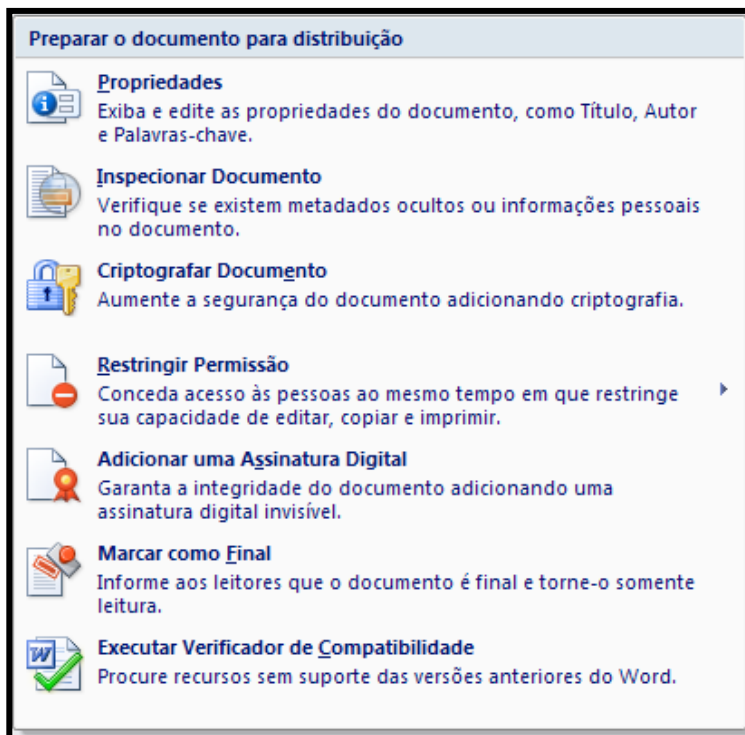 Preparar o documento para distribuição
Propriedades
Exiba e edite as propriedades do documento, como Título, Autor
e Palavras-chave.
Inspecionar Documento
Verifique se existem metadados ocultos ou informações pessoais
no documento.
Criptografar Documento
Aumente a segurança do documento adicionando criptografia.
Restringir Permissão
Conceda acesso às pessoas ao mesmo tempo em que restringe
sua capacidade de editar, copiar e imprimir.
Adicionar uma Assinatura Digital
Garanta a integridade do documento adicionando uma
assinatura digital invisível.
Marcar como Final
Informe aos leitores que o documento é final e torne-o somente
leitura.
Executar Verificador de Compatibilidade
Procure recursos sem suporte das versões anteriores do Word.